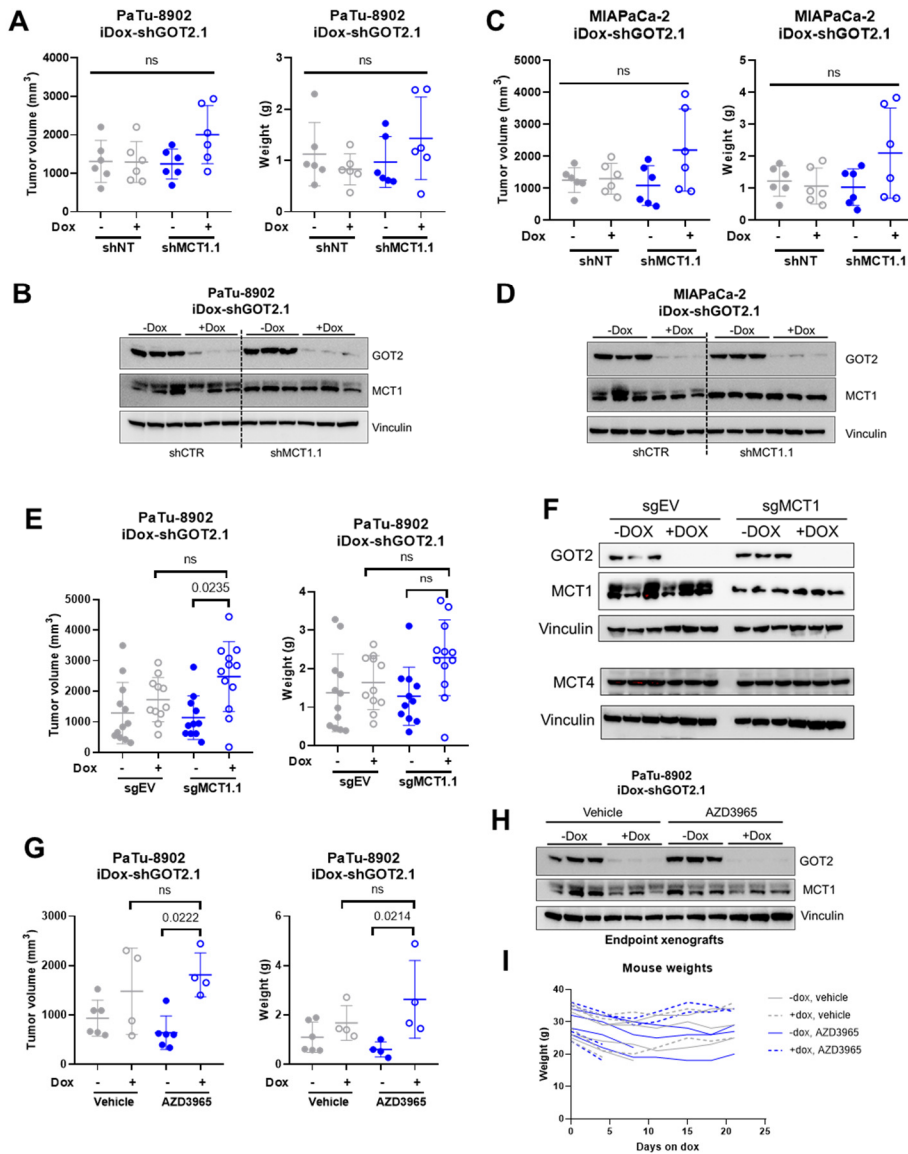 A
PaTu-8902
iDox-shGOT2.1
PaTu-8902
iDox-shGOT2.1
Tumor volume (mm³)
4000
3000
2000
1000
0
ns
Weight (g)
3
2
1
0
ns
Dox
- + - +
- + - +
shNT shMCT1.1
shNT shMCT1.1
C
MIAPaCa-2
iDox-shGOT2.1
MIAPaCa-2
iDox-shGOT2.1
Tumor volume (mm³)
5000
4000
3000
2000
1000
0
ns
Weight (g)
5
4
3
2
1
0
ns
Dox
- + - +
- + - +
shNT shMCT1.1
shNT shMCT1.1
B
PaTu-8902
iDox-shGOT2.1
-Dox +Dox -Dox +Dox
GOT2
MCT1
Vinculin
shCTR shMCT1.1
D
MIAPaCa-2
iDox-shGOT2.1
-Dox +Dox -Dox +Dox
GOT2
MCT1
Vinculin
shCTR shMCT1.1
E
PaTu-8902
iDox-shGOT2.1
PaTu-8902
iDox-shGOT2.1
ns
0.0235
Tumor volume (mm³)
5000
4000
3000
2000
1000
0
ns
ns
Weight (g)
4
3
2
1
0
Dox
- + - +
Dox
- + - +
sgEV sgMCT1.1
sgEV sgMCT1.1
F
sgEV sgMCT1
-DOX +DOX -DOX +DOX
GOT2
MCT1
Vinculin
MCT4
Vinculin
G
PaTu-8902
iDox-shGOT2.1
PaTu-8902
iDox-shGOT2.1
ns
0.0222
Tumor volume (mm³)
3000
2000
1000
0
ns
0.0214
Weight (g)
6
4
2
0
Dox
- + - +
Dox
- + - +
Vehicle AZD3965
Vehicle AZD3965
PaTu-8902
iDox-shGOT2.1
H
Vehicle AZD3965
-Dox +Dox -Dox +Dox
GOT2
MCT1
Vinculin
Endpoint xenografts
I
Mouse weights
Weight (g)
40
30
20
10
0
0 5 10 15 20 25
Days on dox
-dox, vehicle
+dox, vehicle
-dox, AZD3965
+dox, AZD3965